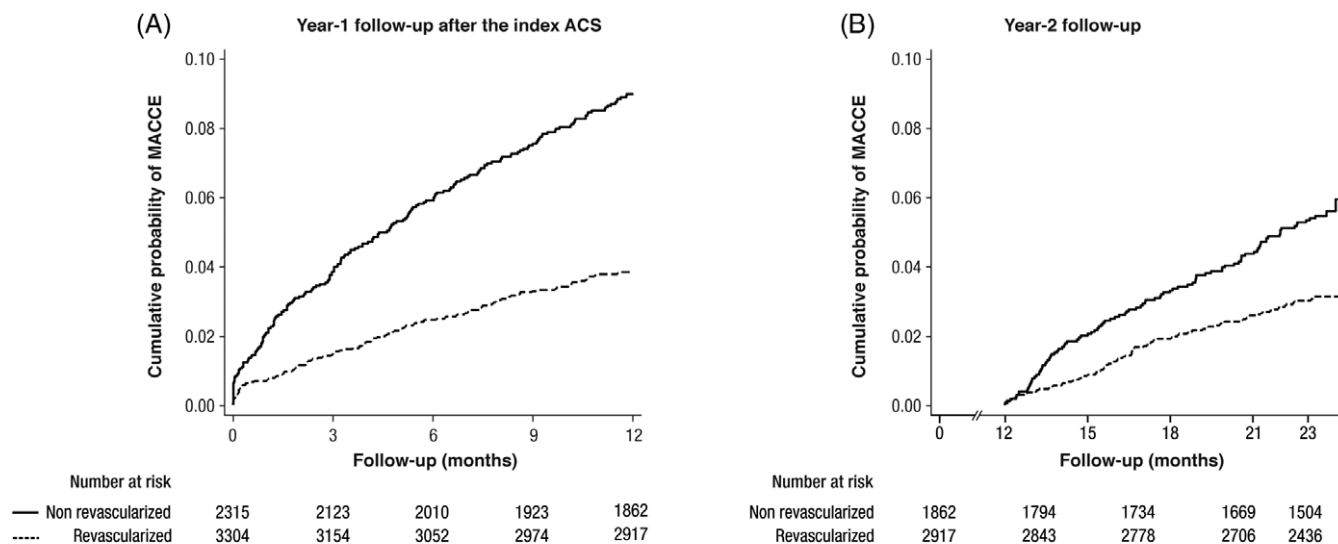 (A) Year-1 follow-up after the index ACS
Cumulative probability of MACCE
0.10
0.08
0.06
0.04
0.02
0.00
0 3 6 9 12
Follow-up (months)
Number at risk
Non revascularized 2315 2123 2010 1923 1862
Revascularized 3304 3154 3052 2974 2917
(B) Year-2 follow-up
Cumulative probability of MACCE
0.10
0.08
0.06
0.04
0.02
0.00
0 12 15 18 21 23
Follow-up (months)
Number at risk
Non revascularized 1862 1794 1734 1669 1504
Revascularized 2917 2843 2778 2706 2436